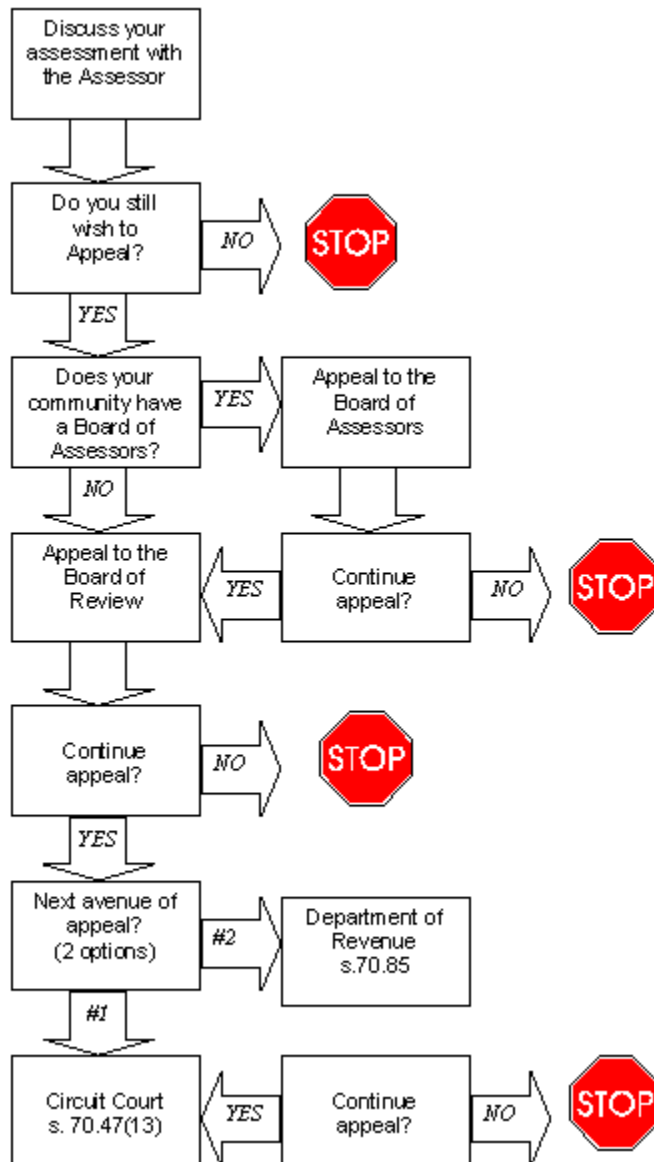 Discuss your
assessment with
the Assessor
Do you still
wish to
Appeal?
NO
STOP
YES
Does your
community have
a Board of
Assessors?
YES
Appeal to the
Board of
Assessors
NO
Appeal to the
Board of
Review
YES
Continue
appeal?
NO
STOP
Continue
appeal?
NO
STOP
YES
Next avenue of
appeal?
(2 options)
#2
Department of
Revenue
s.70.85
#1
Circuit Court
s. 70.47(13)
YES
Continue
appeal?
NO
STOP